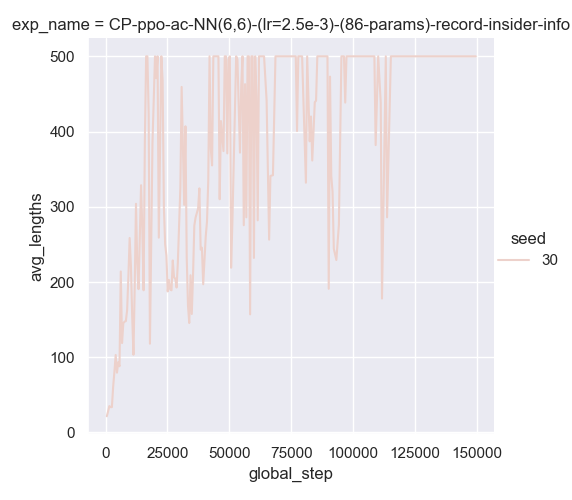 exp_name = CP-ppo-ac-NN(6,6)-(lr=2.5e-3)-(86-params)-record-insider-info
500
400
300
200
100
0
avg_lengths
0 25000 50000 75000 100000 125000 150000
global_step
seed
30